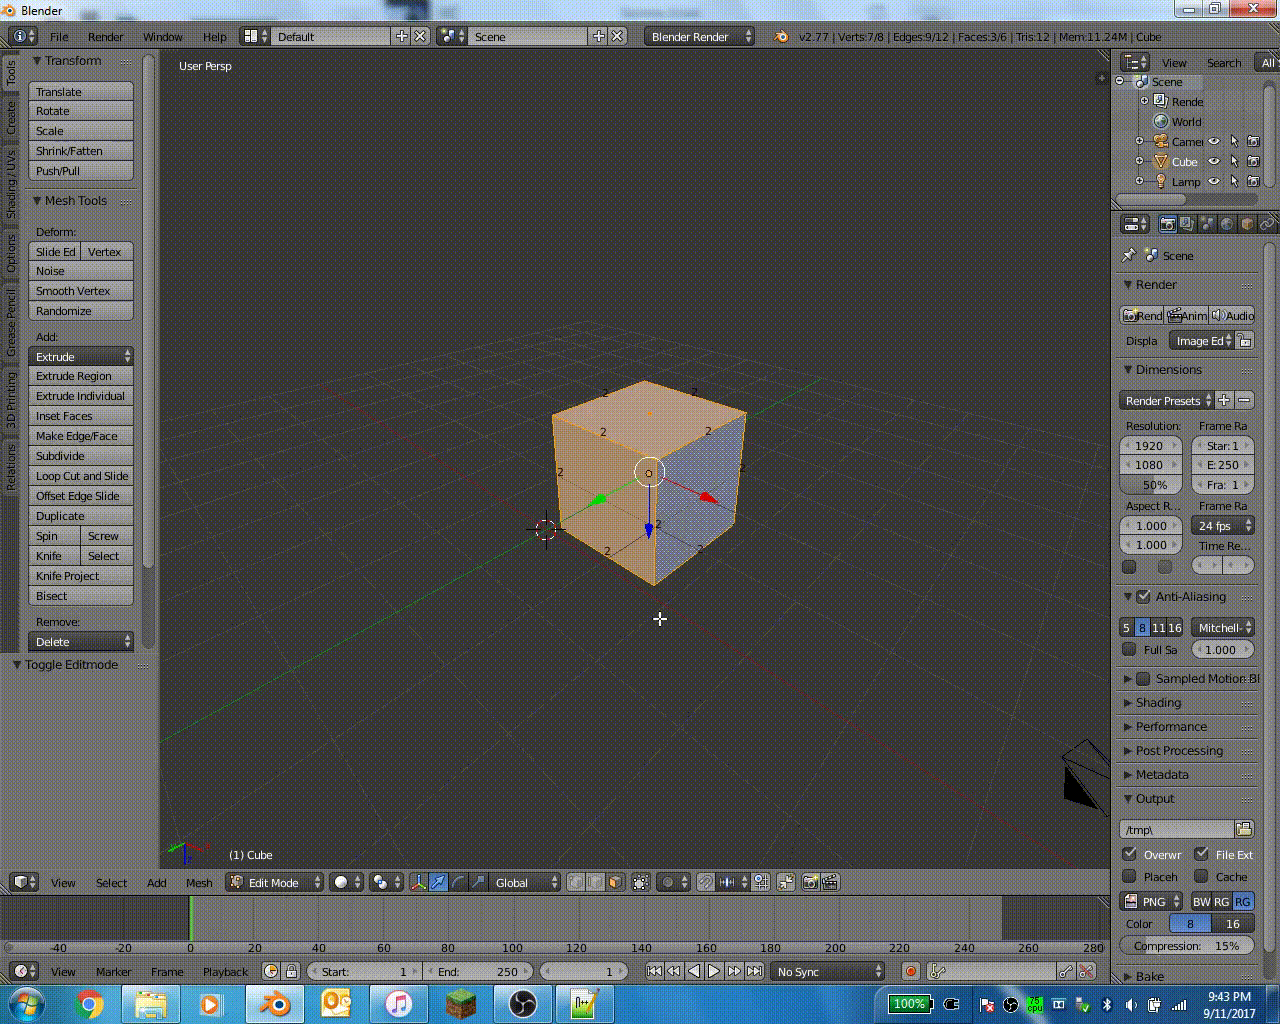 Blender
File Render Window Help Default Scene Blender Render v2.77 | Verts:7/8 | Edges:9/12 | Faces:3/6 | Tris:12 | Mem:11.24M | Cube
Tools
Create
Shading / UVs
Options
Grease Pencil
3D Printing
Relations
Transform
Translate
Rotate
Scale
Shrink/Fatten
Push/Pull
Mesh Tools
Deform:
Slide Ed Vertex
Noise
Smooth Vertex
Randomize
Add:
Extrude
Extrude Region
Extrude Individual
Inset Faces
Make Edge/Face
Subdivide
Loop Cut and Slide
Offset Edge Slide
Duplicate
Spin Screw
Knife Select
Knife Project
Bisect
Remove:
Delete
Toggle Editmode
User Persp
2 2
2 2
2 2
2
2 2
(1) Cube
View Search All
Scene
Rende
World
Came
Cube
Lamp
Scene
Render
Rend Anim Audio
Displa Image Ed
Dimensions
Render Presets
Resolution: Frame Ra
1920 Star: 1
1080 E: 250
50% Fra: 1
Aspect R... Frame Ra
1.000 24 fps
1.000 Time Re...
Anti-Aliasing
5 8 11 16 Mitchell-
Full Sa 1.000
Sampled Motion Bl
Shading
Performance
Post Processing
Metadata
Output
/tmp\
Overwr File Ext
Placeh Cache
PNG BW RG RG
Color 8 16
Compression: 15%
Bake
View Select Add Mesh Edit Mode Global
-40 -20 0 20 40 60 80 100 120 140 160 180 200 220 240 260 280
View Marker Frame Playback Start: 1 End: 250 1 No Sync
100% 75 cpu 9:43 PM
9/11/2017